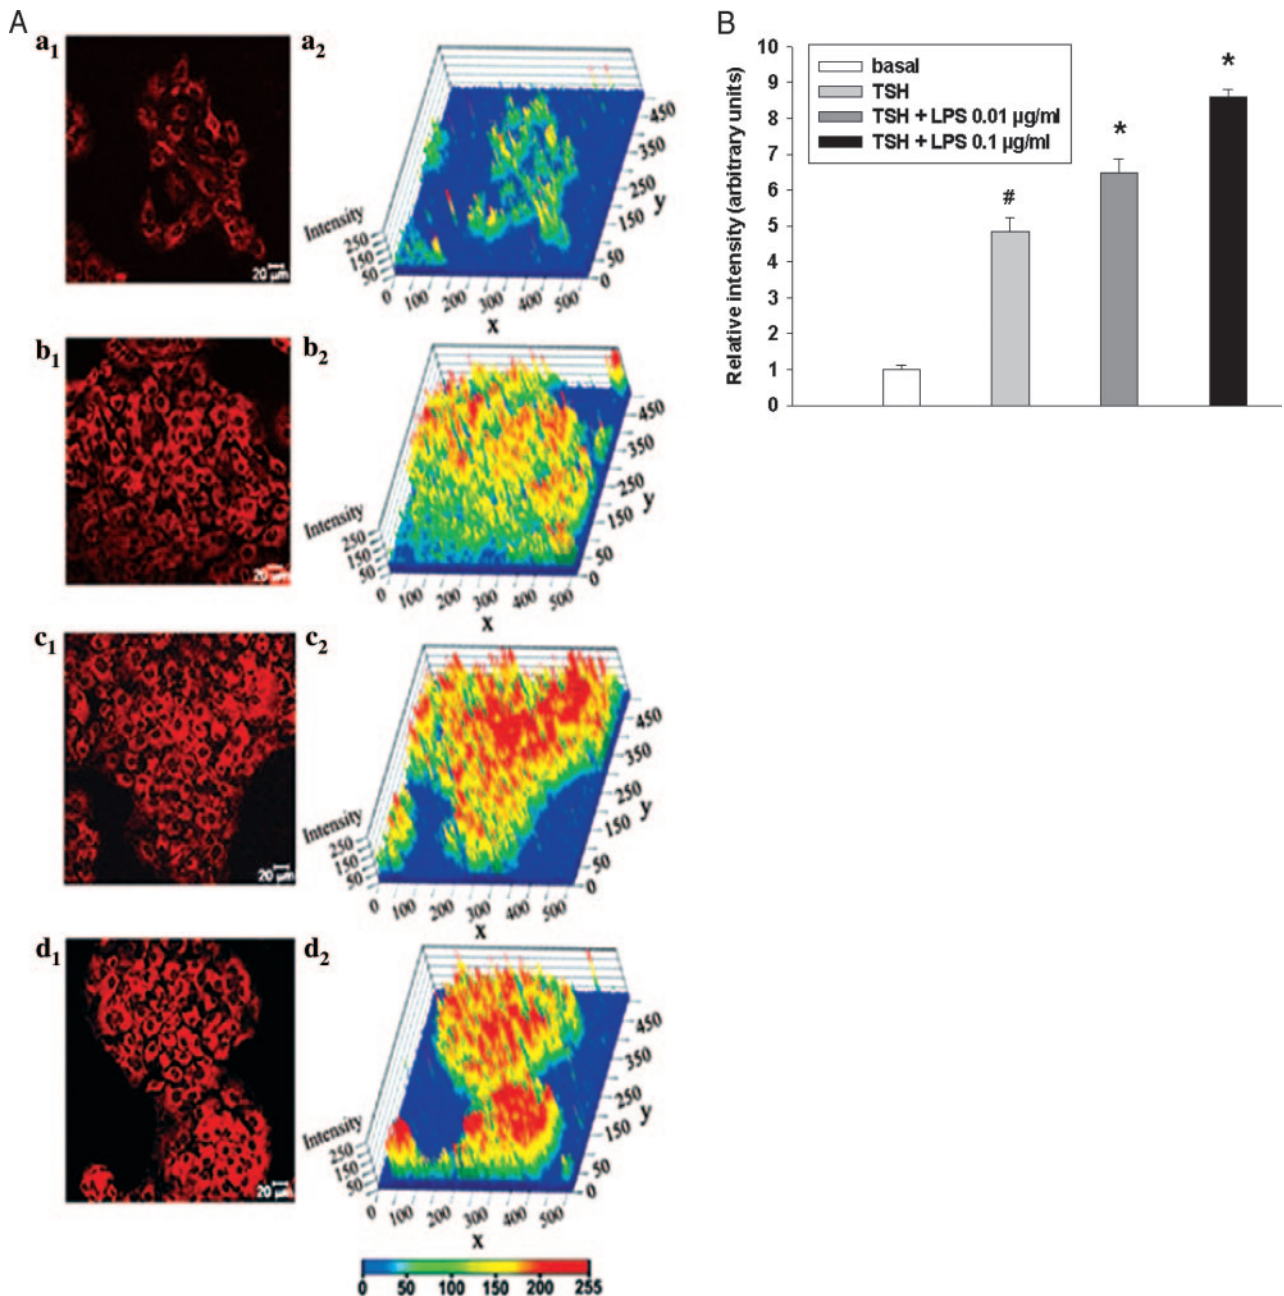 A
B
a1
a2
20 µm
Intensity
250
150
50
0
100
200
300
400
500
x
0
50
150
250
350
450
y
b1
b2
20 µm
Intensity
250
150
50
0
100
200
300
400
500
x
0
50
150
250
350
450
y
c1
c2
20 µm
Intensity
250
150
50
0
100
200
300
400
500
x
0
50
150
250
350
450
y
d1
d2
20 µm
Intensity
250
150
50
0
100
200
300
400
500
x
0
50
150
250
350
450
y
0 50 100 150 200 255
Relative intensity (arbitrary units)
10
9
8
7
6
5
4
3
2
1
0
basal
TSH
TSH + LPS 0.01 µg/ml
TSH + LPS 0.1 µg/ml
#
*
*